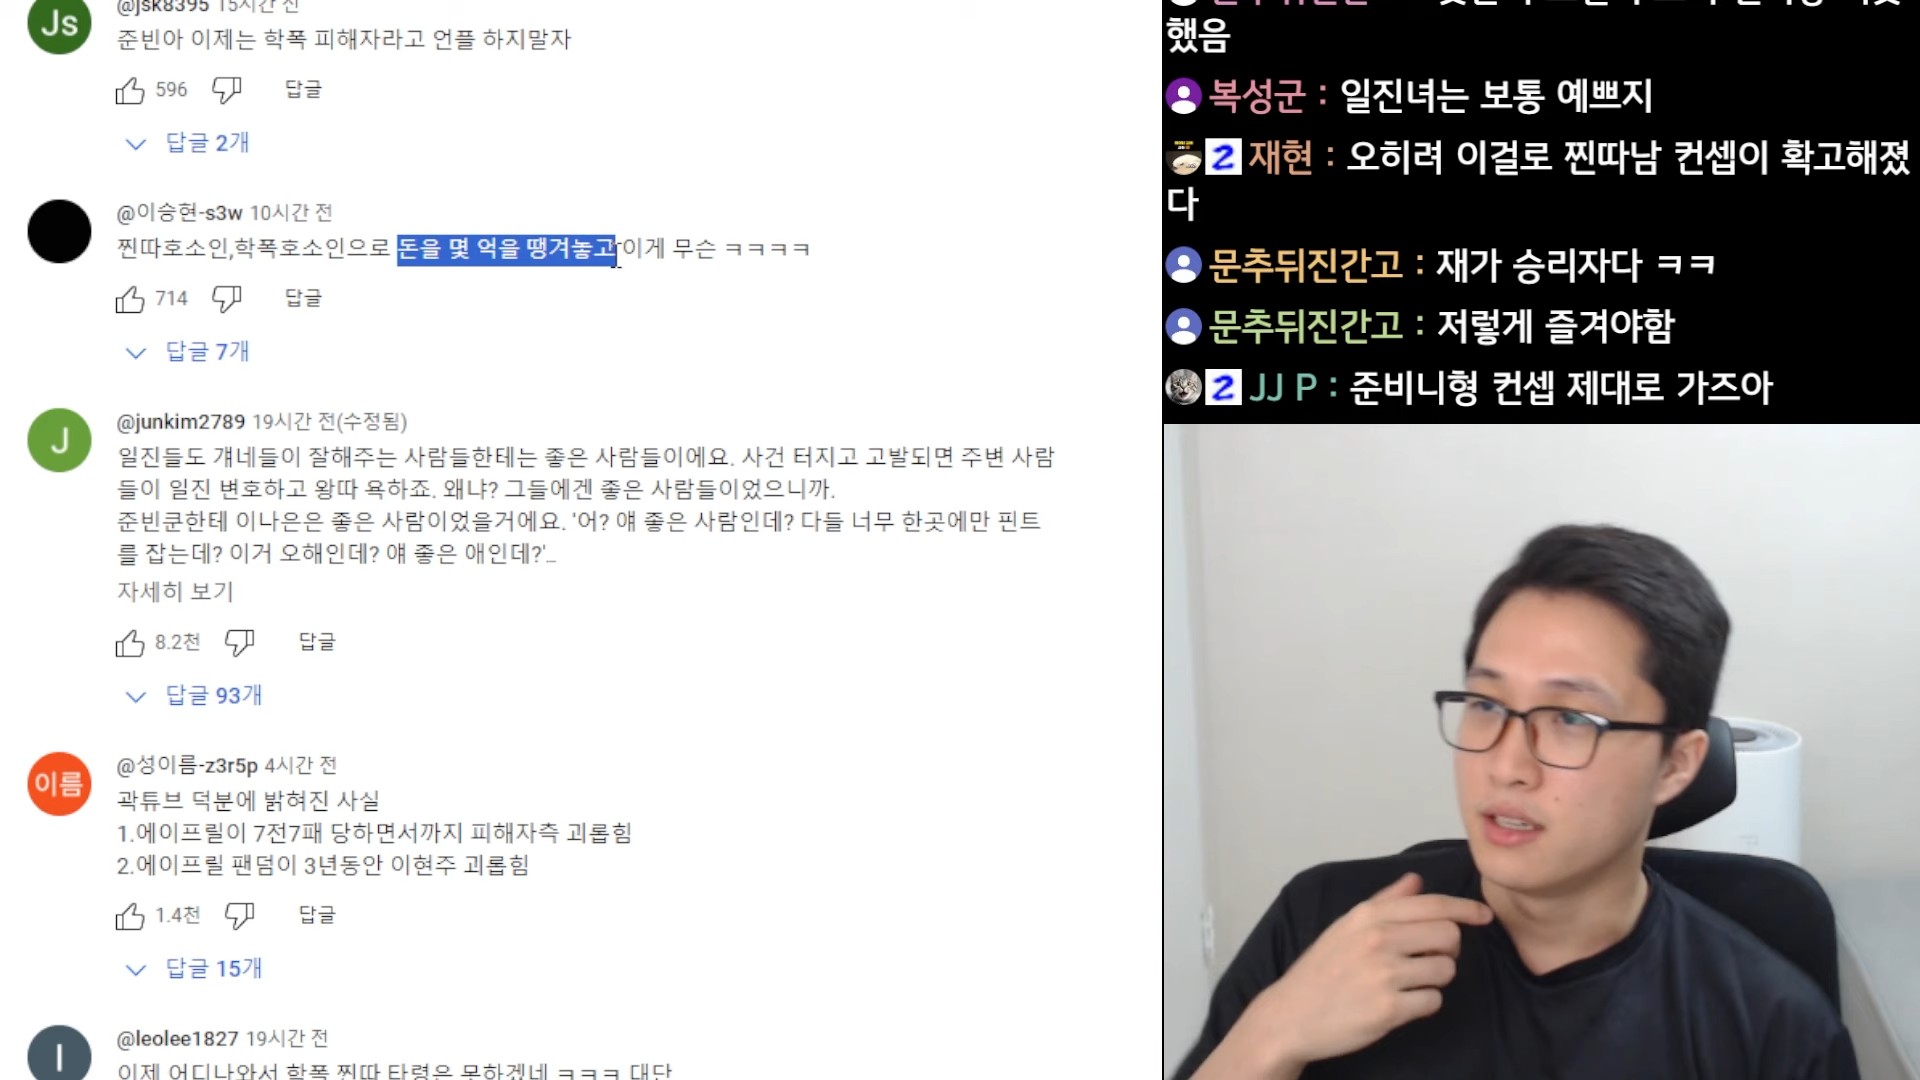 Js
@jsk8395 15시간 전
준빈아 이제는 학폭 피해자라고 언플 하지말자
596 답글
답글 2개
@이승현-s3w 10시간 전
찐따호소인,학폭호소인으로 돈을 몇 억을 땡겨놓고 이게 무슨 ㅋㅋㅋㅋ
714 답글
답글 7개
J
@junkim2789 19시간 전(수정됨)
일진들도 걔네들이 잘해주는 사람들한테는 좋은 사람들이에요. 사건 터지고 고발되면 주변 사람
들이 일진 변호하고 왕따 욕하죠. 왜냐? 그들에겐 좋은 사람들이었으니까.
준빈쿤한테 이나은은 좋은 사람이었을거에요. '어? 얘 좋은 사람인데? 다들 너무 한곳에만 핀트
를 잡는데? 이거 오해인데? 얘 좋은 애인데?'...
자세히 보기
8.2천 답글
답글 93개
이름
@성이름-z3r5p 4시간 전
곽튜브 덕분에 밝혀진 사실
1.에이프릴이 7전7패 당하면서까지 피해자측 괴롭힘
2.에이프릴 팬덤이 3년동안 이현주 괴롭힘
1.4천 답글
답글 15개
l
@leolee1827 19시간 전
이제 어디나와서 학폭 찐따 타령은 못하겠네 ㅋㅋㅋ 대단
했음
복성군 : 일진녀는 보통 예쁘지
2 재현 : 오히려 이걸로 찐따남 컨셉이 확고해졌
다
문추뒤진간고 : 재가 승리자다 ㅋㅋ
문추뒤진간고 : 저렇게 즐겨야함
2 JJ P : 준비니형 컨셉 제대로 가즈아